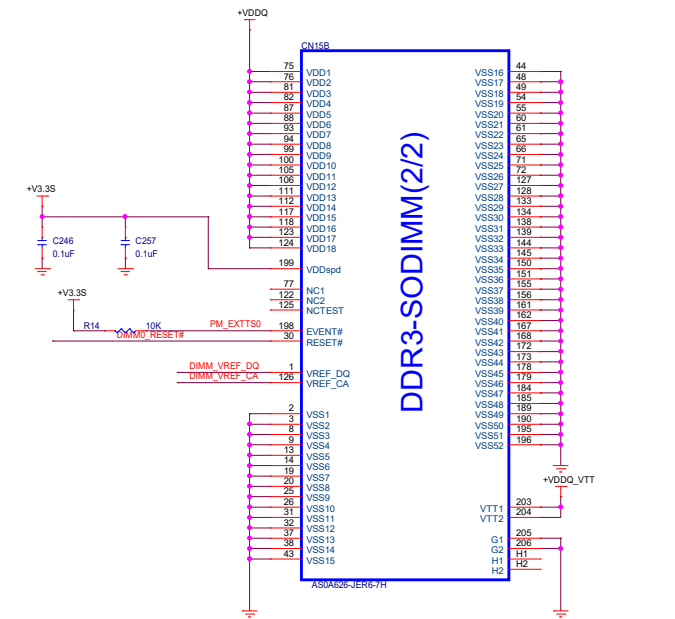 +VDDQ
CN15B
75 VDD1
76 VDD2
81 VDD3
82 VDD4
87 VDD5
88 VDD6
93 VDD7
94 VDD8
99 VDD9
100 VDD10
105 VDD11
106 VDD12
111 VDD13
112 VDD14
117 VDD15
118 VDD16
123 VDD17
124 VDD18
199 VDDspd
77 NC1
122 NC2
125 NCTEST
198 EVENT#
30 RESET#
1 VREF_DQ
126 VREF_CA
2 VSS1
3 VSS2
8 VSS3
9 VSS4
13 VSS5
14 VSS6
19 VSS7
20 VSS8
25 VSS9
26 VSS10
31 VSS11
32 VSS12
37 VSS13
38 VSS14
43 VSS15
+V3.3S
C246
0.1uF
C257
0.1uF
+V3.3S
R14
10K
PM_EXTTS0
DIMM0_RESET#
DIMM_VREF_DQ
DIMM_VREF_CA
DDR3-SODIMM(2/2)
VSS16 44
VSS17 48
VSS18 49
VSS19 54
VSS20 55
VSS21 60
VSS22 61
VSS23 65
VSS24 66
VSS25 71
VSS26 72
VSS27 127
VSS28 128
VSS29 133
VSS30 134
VSS31 138
VSS32 139
VSS33 144
VSS34 145
VSS35 150
VSS36 151
VSS37 155
VSS38 156
VSS39 161
VSS40 162
VSS41 167
VSS42 168
VSS43 172
VSS44 173
VSS45 178
VSS46 179
VSS47 184
VSS48 185
VSS49 189
VSS50 190
VSS51 195
VSS52 196
+VDDQ_VTT
VTT1 203
VTT2 204
G1 205
G2 206
H1 H1
H2 H2
AS0A626-JER6-7H